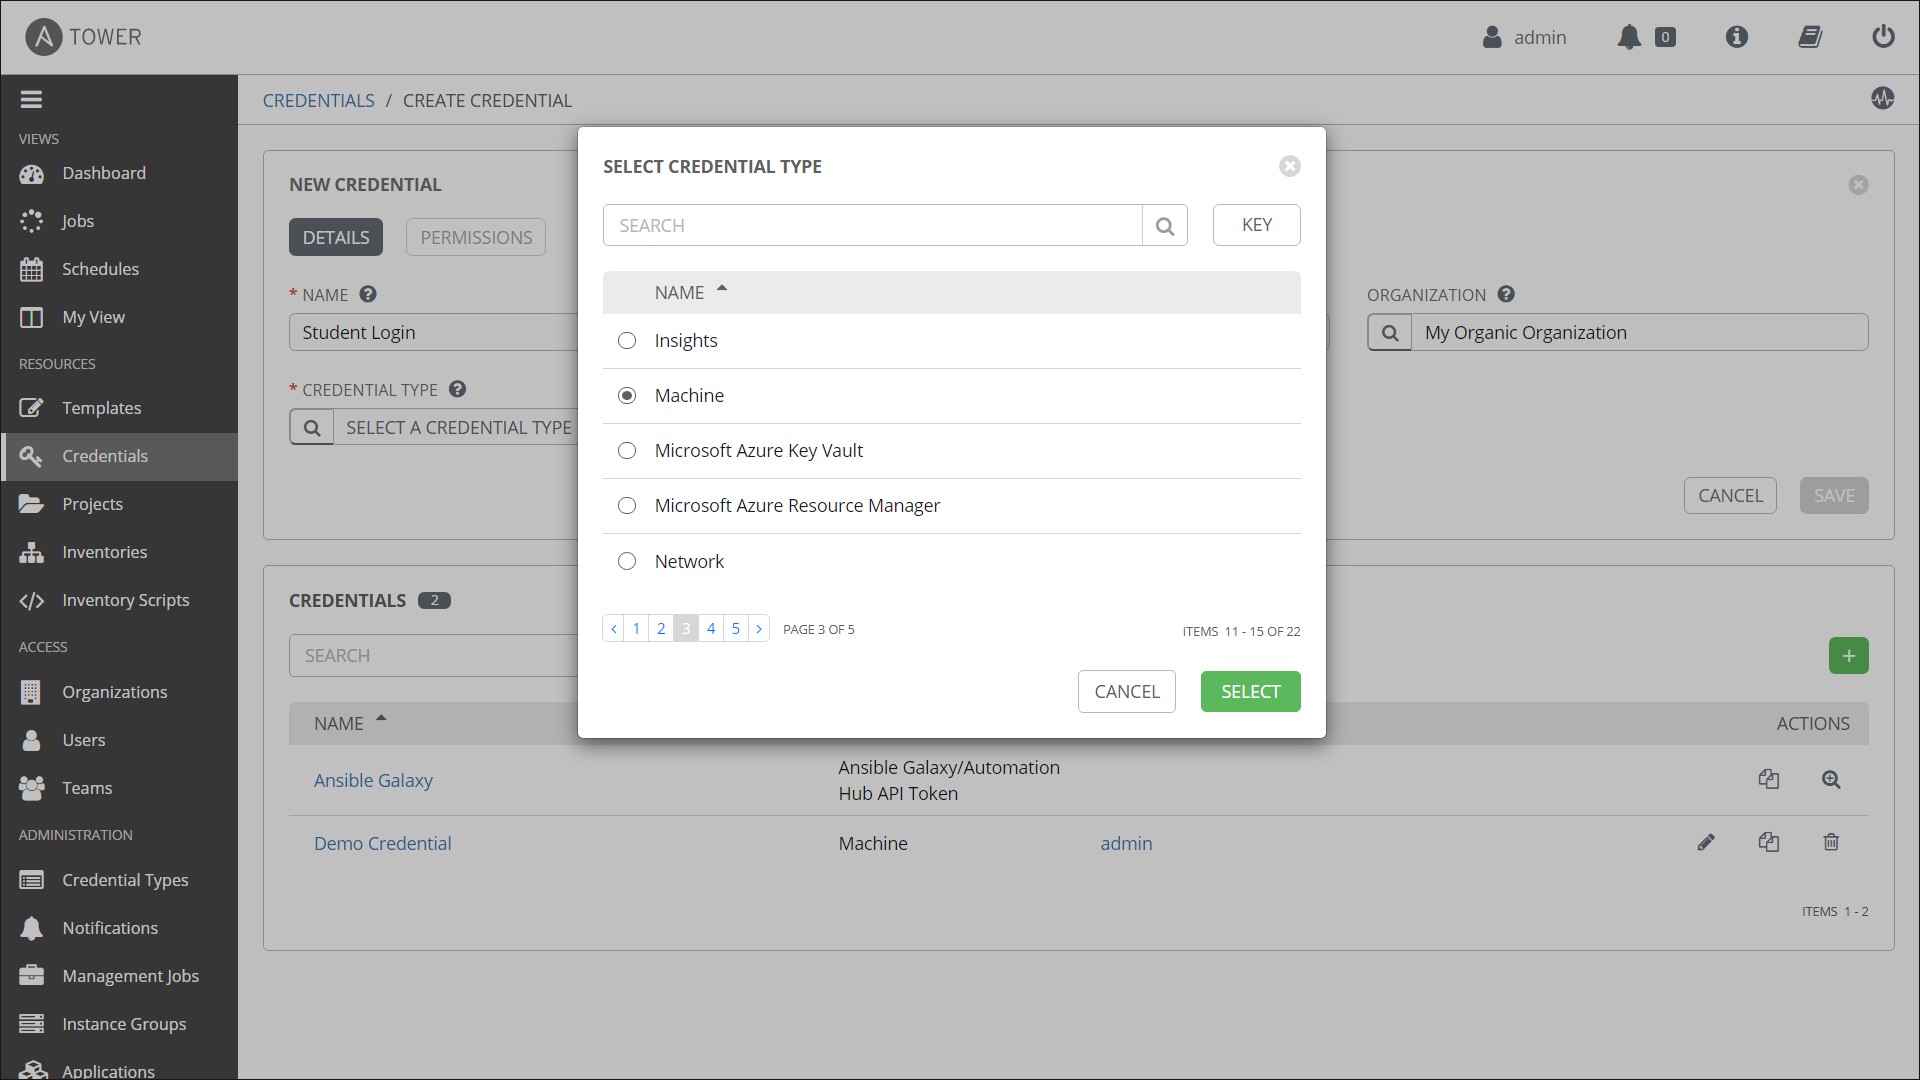 TOWER
admin
0
VIEWS
Dashboard
Jobs
Schedules
My View
RESOURCES
Templates
Credentials
Projects
Inventories
Inventory Scripts
ACCESS
Organizations
Users
Teams
ADMINISTRATION
Credential Types
Notifications
Management Jobs
Instance Groups
Applications
CREDENTIALS / CREATE CREDENTIAL
NEW CREDENTIAL
DETAILS PERMISSIONS
* NAME
Student Login
ORGANIZATION
My Organic Organization
* CREDENTIAL TYPE
SELECT A CREDENTIAL TYPE
CANCEL SAVE
SELECT CREDENTIAL TYPE
SEARCH
KEY
NAME
Insights
Machine
Microsoft Azure Key Vault
Microsoft Azure Resource Manager
Network
< 1 2 3 4 5 > PAGE 3 OF 5
ITEMS 11 - 15 OF 22
CANCEL SELECT
CREDENTIALS 2
SEARCH
+
NAME ACTIONS
Ansible Galaxy
Ansible Galaxy/Automation
Hub API Token
Demo Credential Machine admin
ITEMS 1 - 2